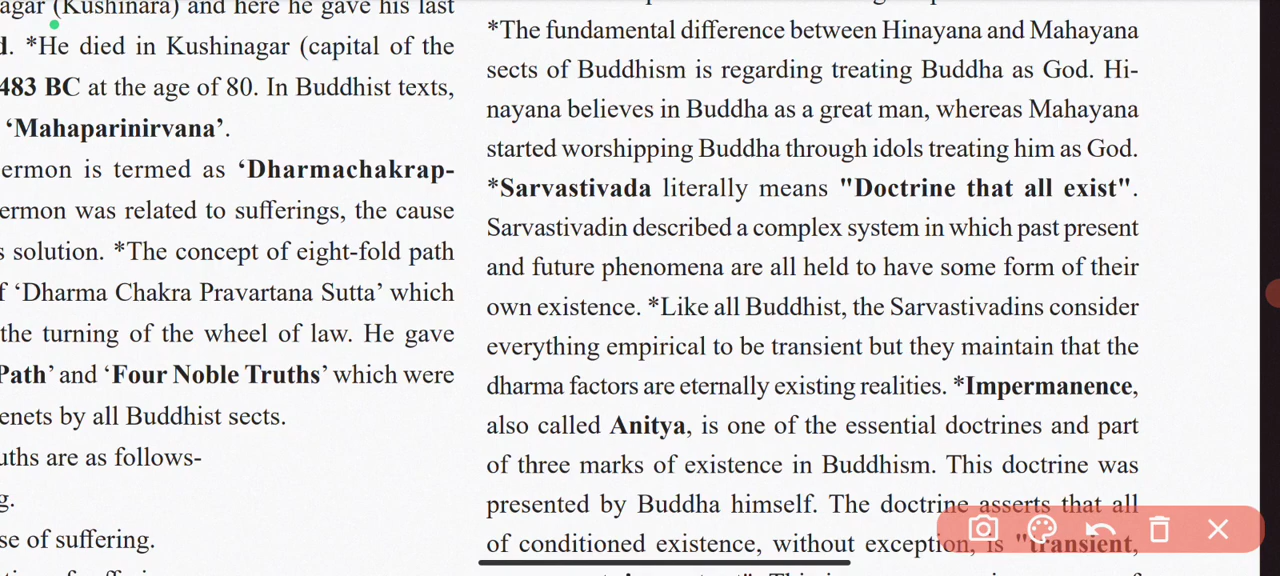 agar (Kushinara) and here he gave his last
d. *He died in Kushinagar (capital of the
483 BC at the age of 80. In Buddhist texts,
‘Mahaparinirvana’.
ermon is termed as ‘Dharmachakrap-
ermon was related to sufferings, the cause
s solution. *The concept of eight-fold path
f ‘Dharma Chakra Pravartana Sutta’ which
the turning of the wheel of law. He gave
Path’ and ‘Four Noble Truths’ which were
enets by all Buddhist sects.
uths are as follows-
g.
se of suffering.
*The fundamental difference between Hinayana and Mahayana
sects of Buddhism is regarding treating Buddha as God. Hi-
nayana believes in Buddha as a great man, whereas Mahayana
started worshipping Buddha through idols treating him as God.
*Sarvastivada literally means "Doctrine that all exist".
Sarvastivadin described a complex system in which past present
and future phenomena are all held to have some form of their
own existence. *Like all Buddhist, the Sarvastivadins consider
everything empirical to be transient but they maintain that the
dharma factors are eternally existing realities. *Impermanence,
also called Anitya, is one of the essential doctrines and part
of three marks of existence in Buddhism. This doctrine was
presented by Buddha himself. The doctrine asserts that all
of conditioned existence, without exception, is "transient,